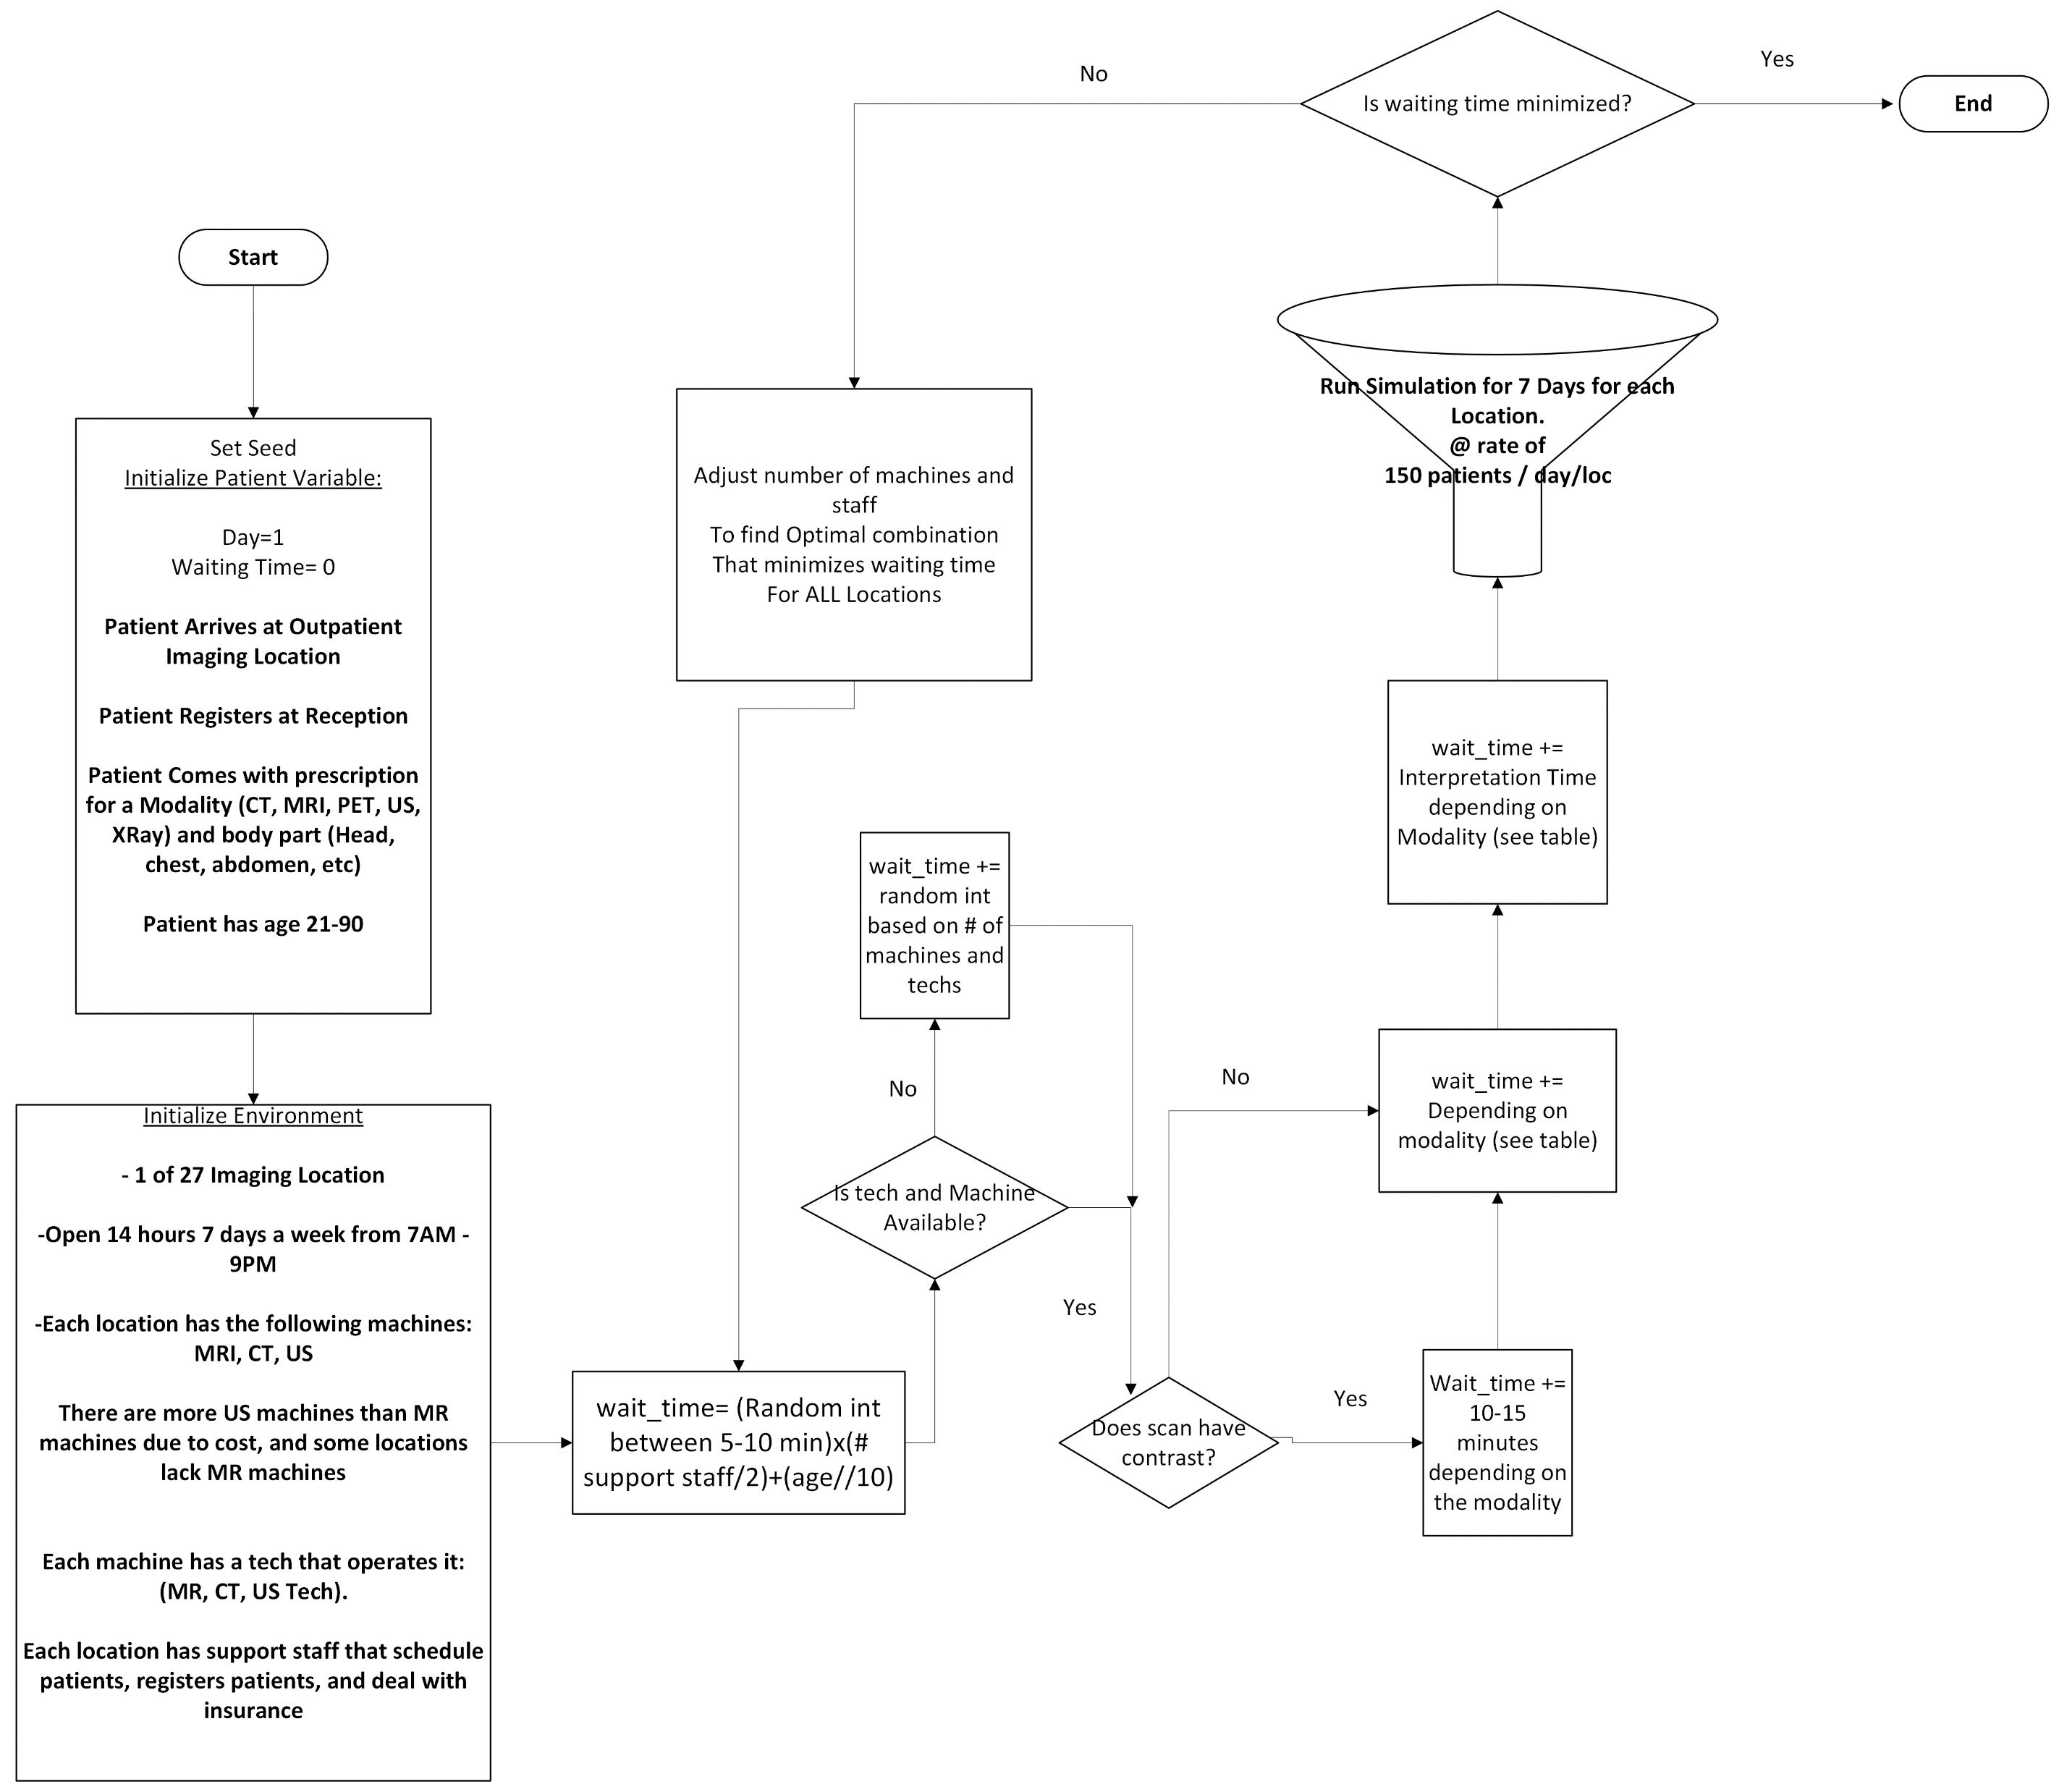 Start
Set Seed
Initialize Patient Variable:
Day=1
Waiting Time= 0
Patient Arrives at Outpatient
Imaging Location
Patient Registers at Reception
Patient Comes with prescription
for a Modality (CT, MRI, PET, US,
XRay) and body part (Head,
chest, abdomen, etc)
Patient has age 21-90
Initialize Environment
- 1 of 27 Imaging Location
-Open 14 hours 7 days a week from 7AM -
9PM
-Each location has the following machines:
MRI, CT, US
There are more US machines than MR
machines due to cost, and some locations
lack MR machines
Each machine has a tech that operates it:
(MR, CT, US Tech).
Each location has support staff that schedule
patients, registers patients, and deal with
insurance
wait_time= (Random int
between 5-10 min)x(#
support staff/2)+(age//10)
Is tech and Machine
Available?
No
wait_time +=
random int
based on # of
machines and
techs
Yes
Does scan have
contrast?
No
Yes
Wait_time +=
10-15
minutes
depending on
the modality
wait_time +=
Depending on
modality (see table)
wait_time +=
Interpretation Time
depending on
Modality (see table)
Run Simulation for 7 Days for each
Location.
@ rate of
150 patients / day/loc
Is waiting time minimized?
No
Yes
End
Adjust number of machines and
staff
To find Optimal combination
That minimizes waiting time
For ALL Locations